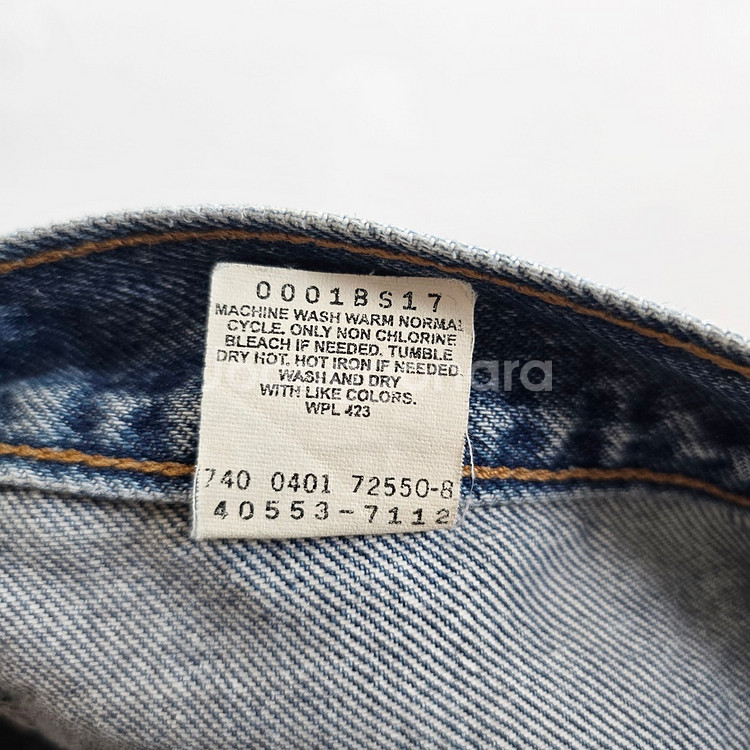 0001BS17
MACHINE WASH WARM NORMAL
CYCLE. ONLY NON CHLORINE
BLEACH IF NEEDED. TUMBLE
DRY HOT. HOT IRON IF NEEDED.
WASH AND DRY
WITH LIKE COLORS.
WPL 423
740 0401 72550-8
40553-7112